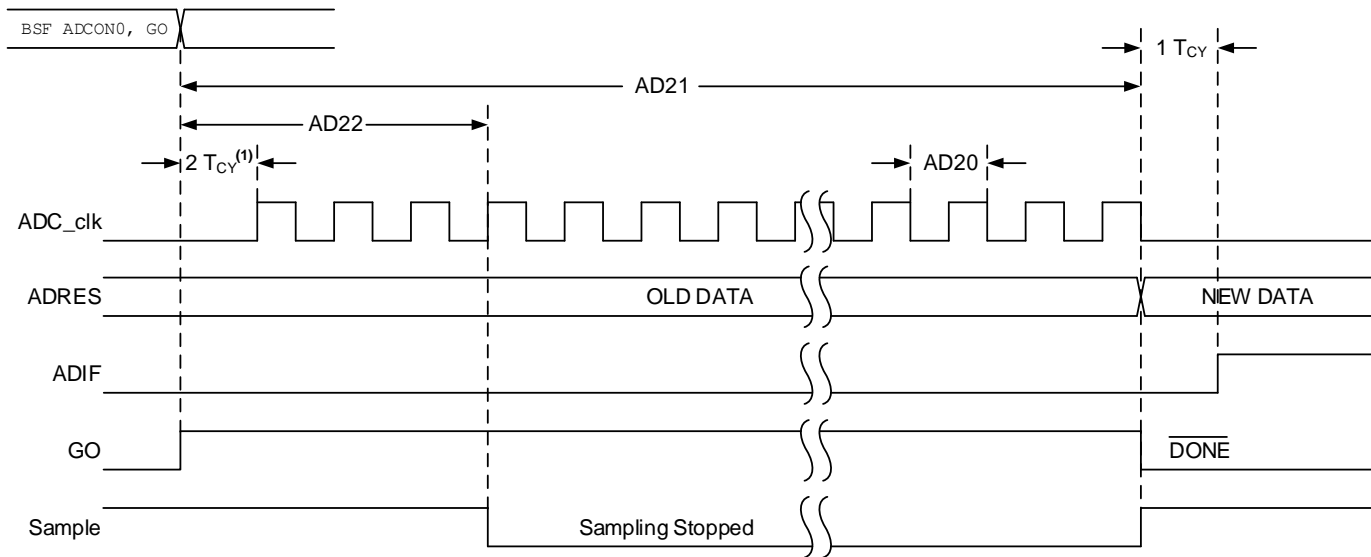 BSF ADCON0, GO
1 TCY
AD21
AD22
2 TCY(1)
AD20
ADC_clk
ADRES
OLD DATA
NEW DATA
ADIF
GO
DONE
Sample
Sampling Stopped